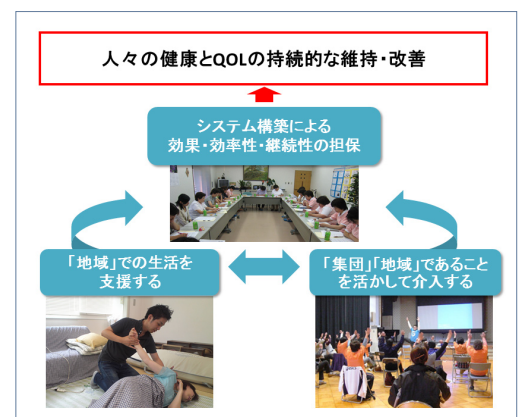 人々の健康とQOLの持続的な維持・改善
システム構築による
効果・効率性・継続性の担保
「地域」での生活を
支援する
「集団」「地域」であること
を活かして介入する